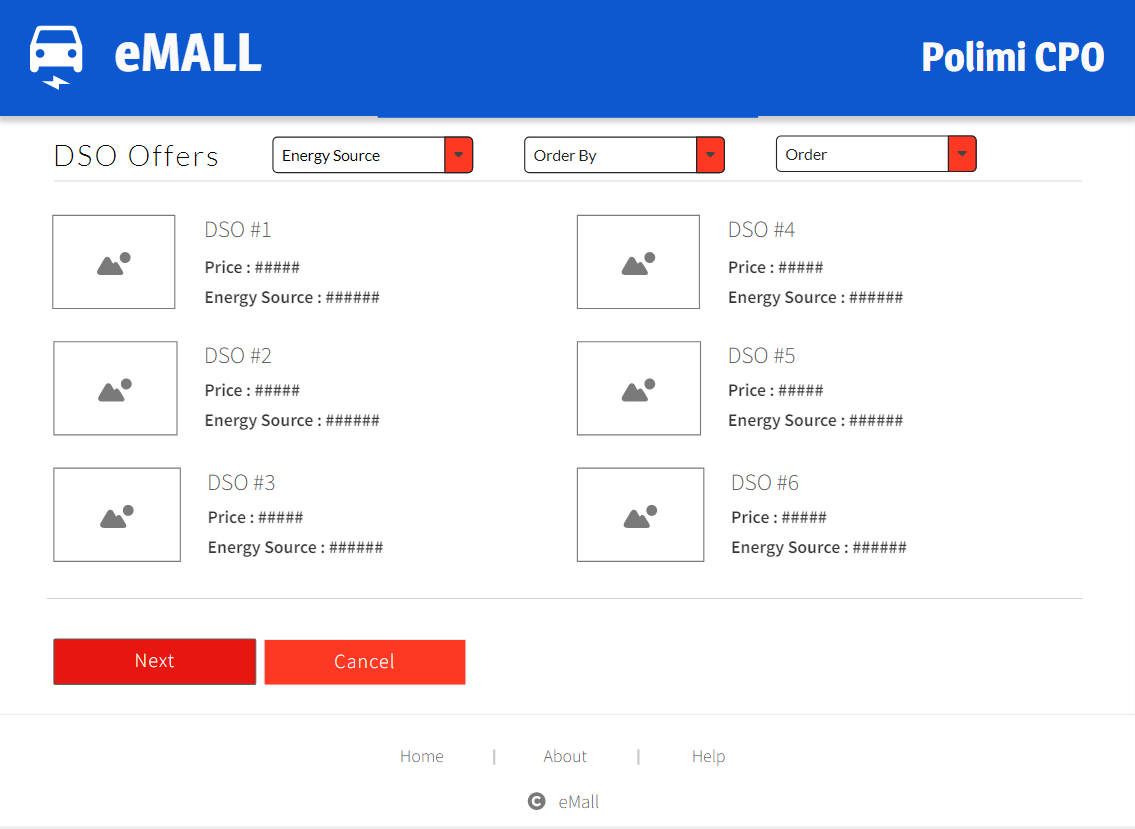 eMALL
Polimi CPO
DSO Offers
Energy Source
Order By
Order
DSO #1
Price : #####
Energy Source : ######
DSO #4
Price : #####
Energy Source : ######
DSO #2
Price : #####
Energy Source : ######
DSO #5
Price : #####
Energy Source : ######
DSO #3
Price : #####
Energy Source : ######
DSO #6
Price : #####
Energy Source : ######
Next
Cancel
Home | About | Help
© eMall